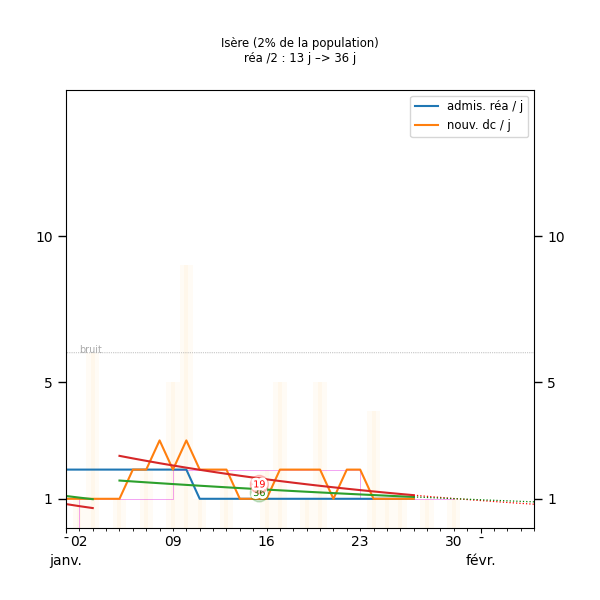 Isère (2% de la population)
réa /2 : 13 j –> 36 j
admis. réa / j
nouv. dc / j
10
10
bruit
5
5
19
36
1
1
02
09
16
23
30
janv.
févr.